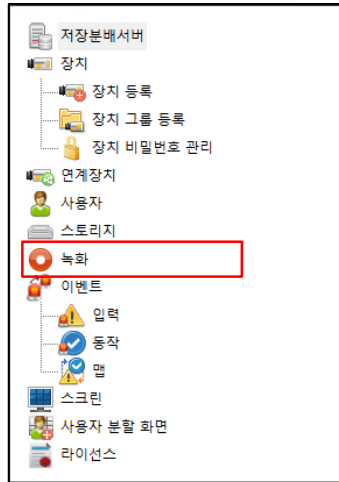 저장분배서버
장치
장치 등록
장치 그룹 등록
장치 비밀번호 관리
연계장치
사용자
스토리지
녹화
이벤트
입력
동작
맵
스크린
사용자 분할 화면
라이선스